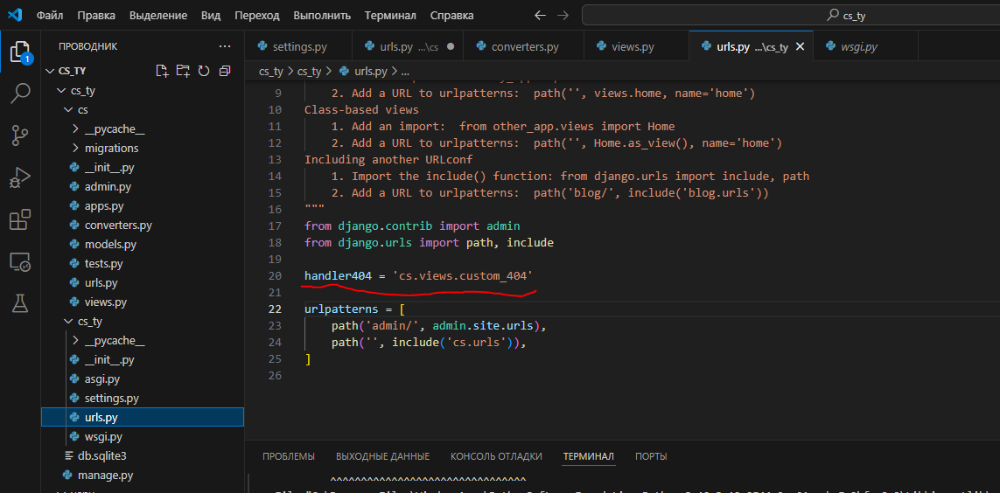 Файл Правка Выделение Вид Переход Выполнить Терминал Справка cs_ty
ПРОВОДНИК
1
CS_TY
cs_ty
cs
__pycache__
migrations
__init__.py
admin.py
apps.py
converters.py
models.py
tests.py
urls.py
views.py
cs_ty
__pycache__
__init__.py
asgi.py
settings.py
urls.py
wsgi.py
db.sqlite3
manage.py
settings.py urls.py ...\cs converters.py views.py urls.py ...\cs_ty wsgi.py
cs_ty > cs_ty > urls.py > ...
9 2. Add a URL to urlpatterns: path('', views.home, name='home')
10 Class-based views
11 1. Add an import: from other_app.views import Home
12 2. Add a URL to urlpatterns: path('', Home.as_view(), name='home')
13 Including another URLconf
14 1. Import the include() function: from django.urls import include, path
15 2. Add a URL to urlpatterns: path('blog/', include('blog.urls'))
16 """
17 from django.contrib import admin
18 from django.urls import path, include
19
20 handler404 = 'cs.views.custom_404'
21
22 urlpatterns = [
23 path('admin/', admin.site.urls),
24 path('', include('cs.urls')),
25 ]
26
ПРОБЛЕМЫ ВЫХОДНЫЕ ДАННЫЕ КОНСОЛЬ ОТЛАДКИ ТЕРМИНАЛ ПОРТЫ